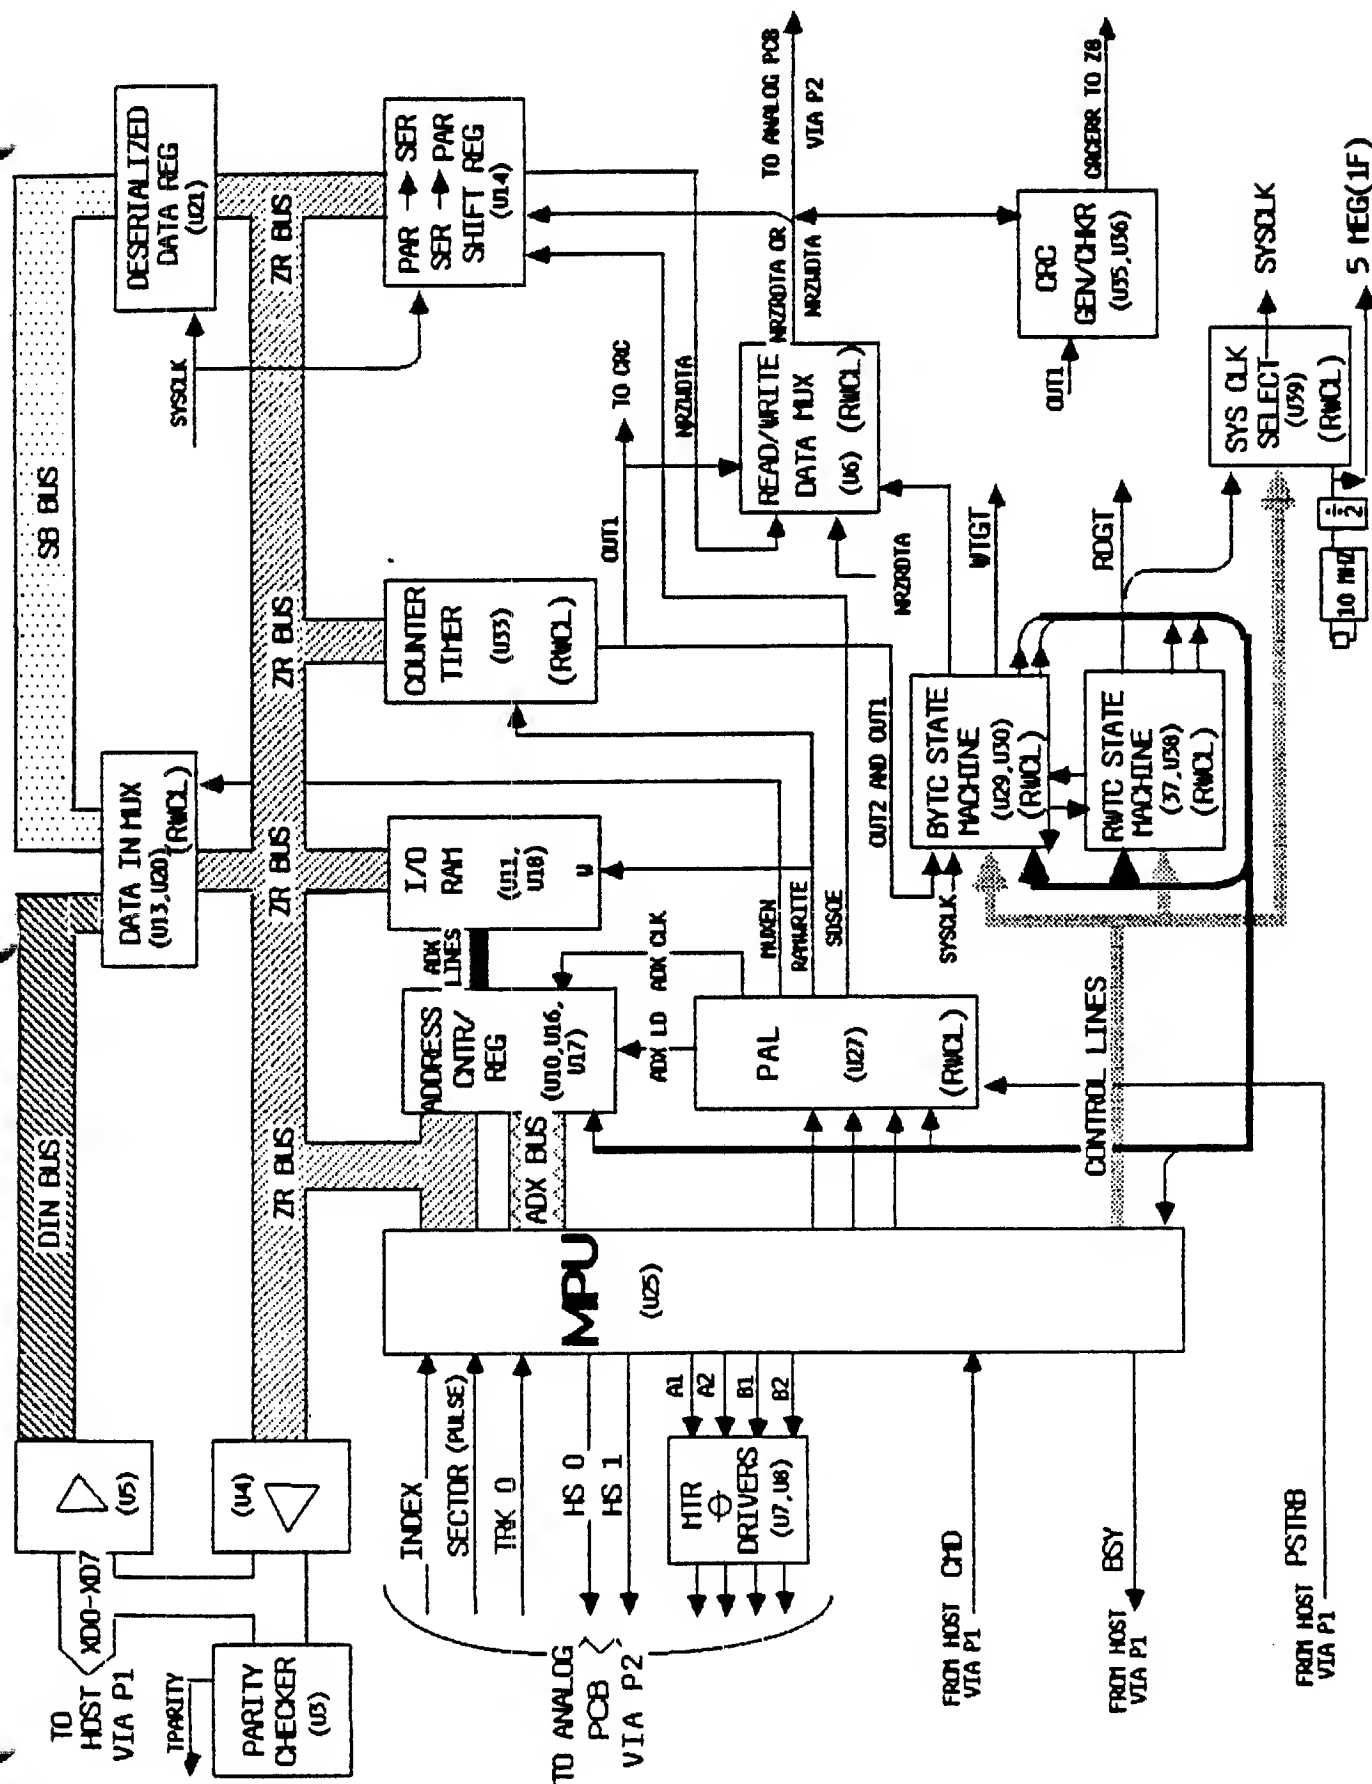 TO
HOST
VIA P1
XD0-XD7
(U5)
DIN BUS
DATA IN MUX
(U13,U20)
(RWCL)
SB BUS
DESERIALIZED
DATA REG
(U21)
SYSCLK
TPARITY
PARITY
CHECKER
(U3)
(U4)
ZR BUS
ZR BUS
ZR BUS
ZR BUS
INDEX
SECTOR (PULSE)
TRK 0
HS 0
HS 1
TO ANALOG
PCB
VIA P2
MTR
Φ
DRIVERS
(U7,U8)
A1
A2
B1
B2
MPU
(U25)
ADX BUS
ADDRESS
CNTR/
REG
(U10,U16,
U17)
ADX
LINES
I/O
RAM
(U11,
U18)
W
COUNTER
TIMER
(U33)
(RWCL)
PAR → SER
SER → PAR
SHIFT REG
(U14)
ZR BUS
ADX LD
ADX CLK
PAL
(U27)
(RWCL)
MUXEN
RAMWRITE
SDSOE
OUT1
TO CRC
NRZWDTA
READ/WRITE
DATA MUX
(U6) (RWCL)
NRZRDTA
NRZRDTA OR
NRZWDTA
TO ANALOG PCB
VIA P2
OUT2 AND OUT1
SYSCLK
BYTC STATE
MACHINE
(U29,U30)
(RWCL)
WTGT
RWTC STATE
MACHINE
(37,U38)
(RWCL)
RDGT
OUT1
CRC
GEN/CHKR
(U35,U36)
CRCERR TO Z8
CONTROL LINES
SYS CLK
SELECT
(U39)
(RWCL)
SYSCLK
10 MHZ
÷
2
5 MEG(1F)
FROM HOST
VIA P1
CMD
FROM HOST
VIA P1
BSY
FROM HOST
VIA P1
PSTRB